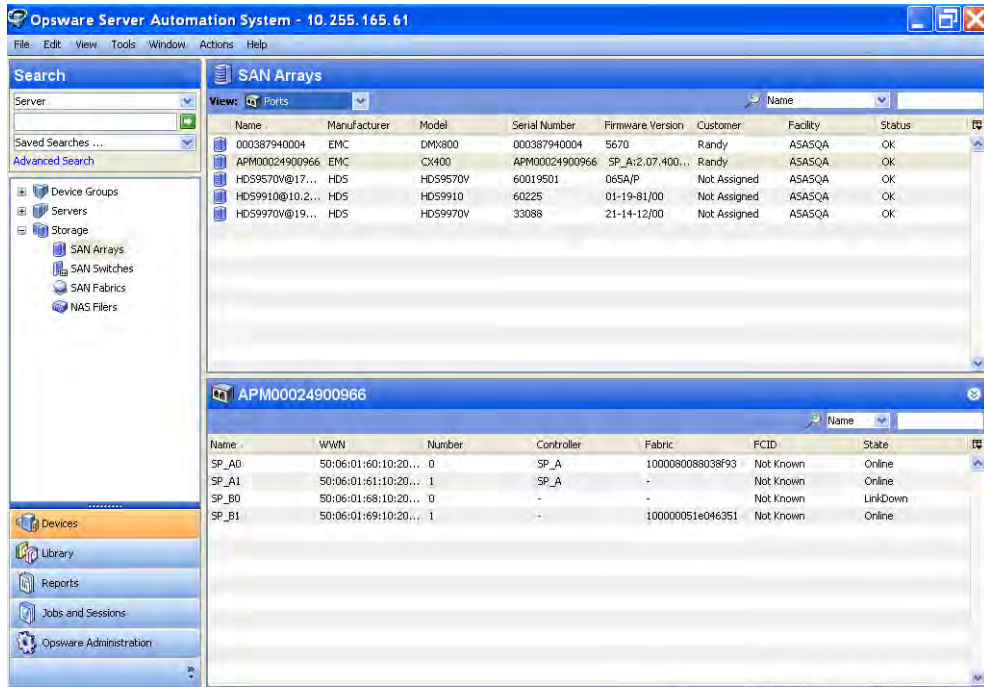 Opsware Server Automation System - 10.255.165.61
File Edit View Tools Window Actions Help
Search
Server
Saved Searches ...
Advanced Search
Device Groups
Servers
Storage
SAN Arrays
SAN Switches
SAN Fabrics
NAS Filers
Devices
Library
Reports
Jobs and Sessions
Opsware Administration
SAN Arrays
View: Ports Name
Name Manufacturer Model Serial Number Firmware Version Customer Facility Status
000387940004 EMC DMX800 000387940004 5670 Randy ASASQA OK
APM00024900966 EMC CX400 APM00024900966 SP_A:2.07.400... Randy ASASQA OK
HDS9570V@17... HDS HDS9570V 60019501 065A/P Not Assigned ASASQA OK
HDS9910@10.2... HDS HDS9910 60225 01-19-81/00 Not Assigned ASASQA OK
HDS9970V@19... HDS HDS9970V 33088 21-14-12/00 Not Assigned ASASQA OK
APM00024900966
Name
Name WWN Number Controller Fabric FCID State
SP_A0 50:06:01:60:10:20... 0 SP_A 1000080088038f93 Not Known Online
SP_A1 50:06:01:61:10:20... 1 SP_A - Not Known Online
SP_B0 50:06:01:68:10:20... 0 - - Not Known LinkDown
SP_B1 50:06:01:69:10:20... 1 - 100000051e046351 Not Known Online